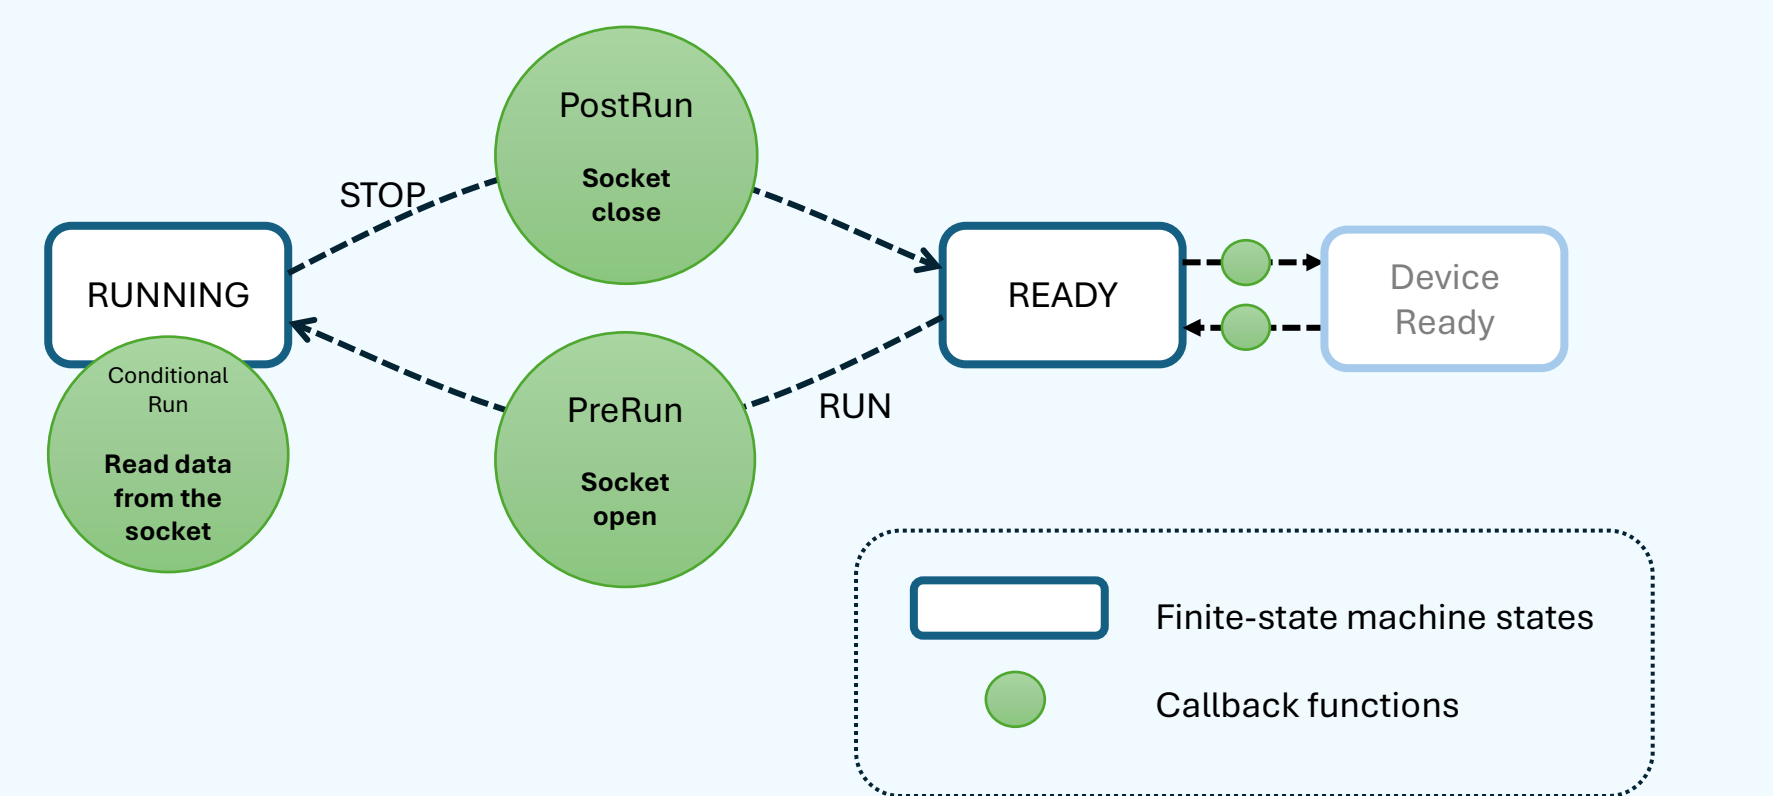 PostRun
Socket
close
STOP
RUNNING
READY
Device
Ready
Conditional
Run
Read data
from the
socket
PreRun
Socket
open
RUN
Finite-state machine states
Callback functions